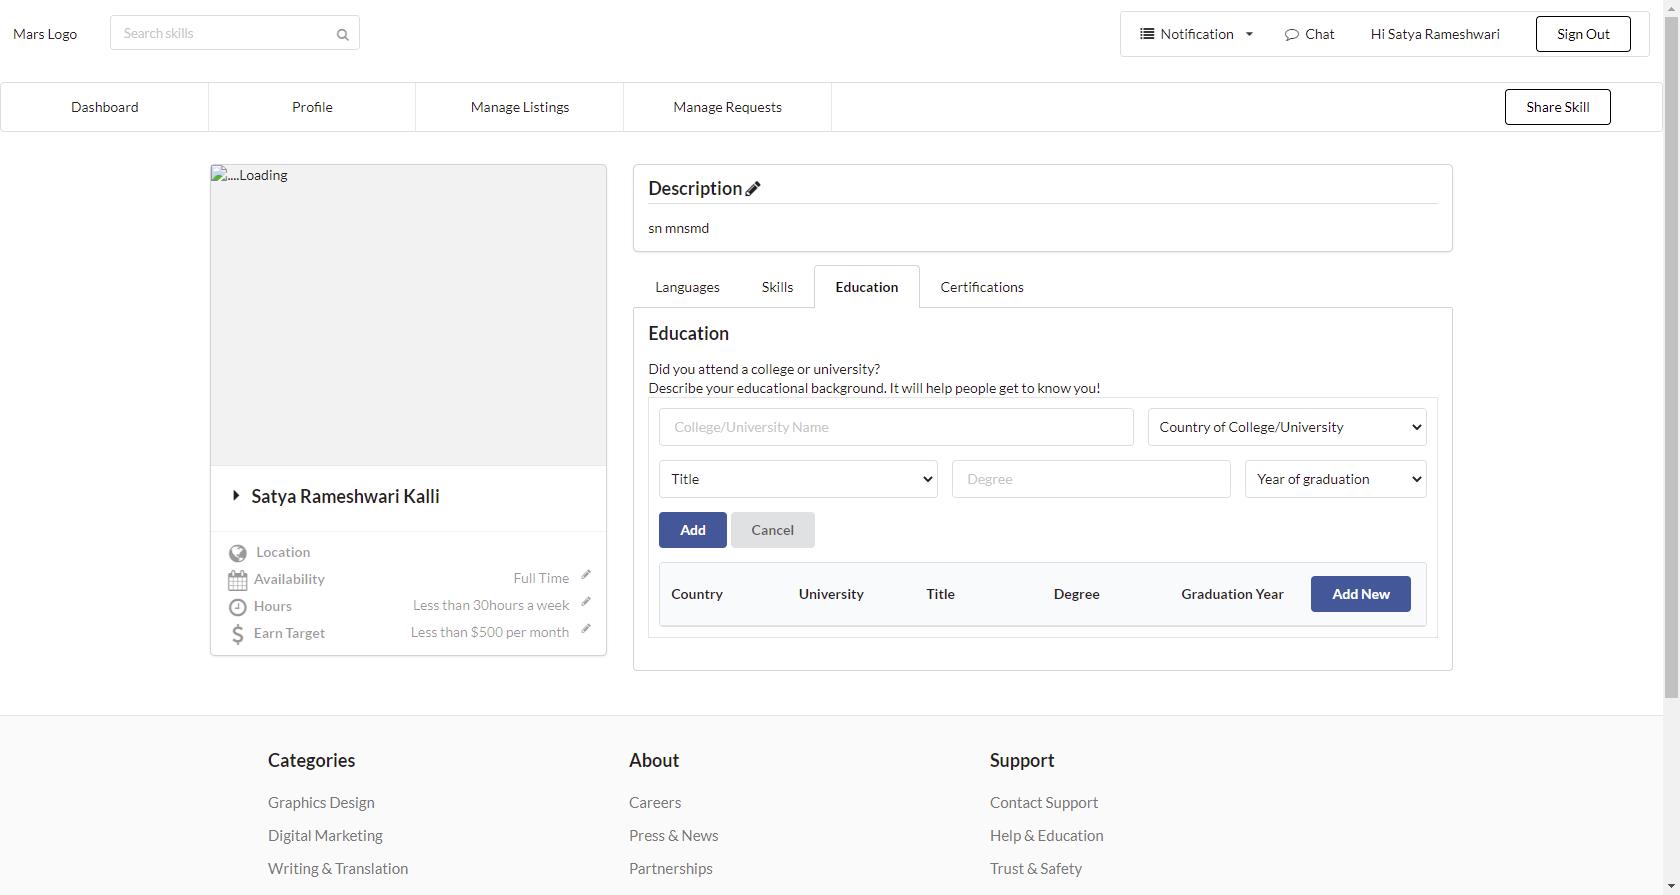 Mars Logo
Search skills
Notification
Chat
Hi Satya Rameshwari
Sign Out
Dashboard
Profile
Manage Listings
Manage Requests
Share Skill
....Loading
Satya Rameshwari Kalli
Location
Availability
Full Time
Hours
Less than 30hours a week
Earn Target
Less than $500 per month
Description
sn mnsmd
Languages
Skills
Education
Certifications
Education
Did you attend a college or university?
Describe your educational background. It will help people get to know you!
College/University Name
Country of College/University
Title
Degree
Year of graduation
Add
Cancel
Country
University
Title
Degree
Graduation Year
Add New
Categories
Graphics Design
Digital Marketing
Writing & Translation
About
Careers
Press & News
Partnerships
Support
Contact Support
Help & Education
Trust & Safety